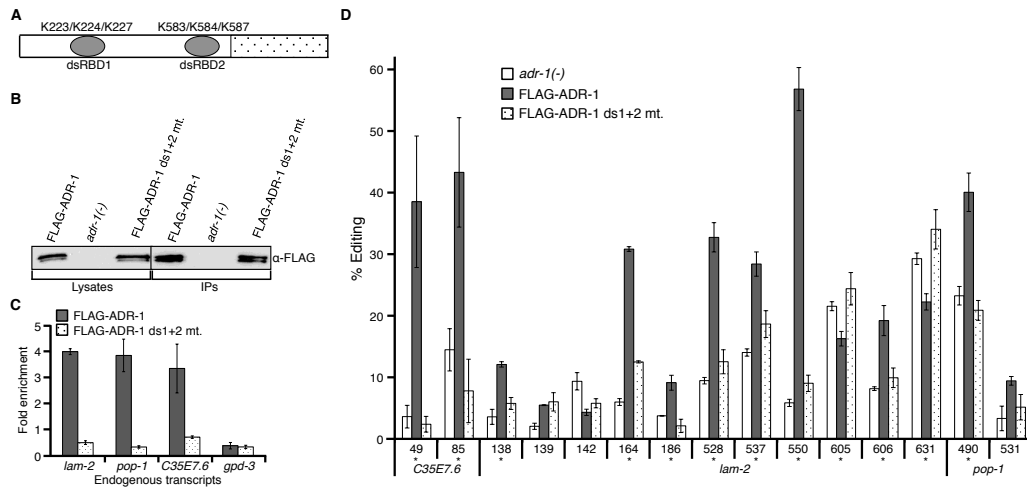 A
K223/K224/K227 K583/K584/K587
dsRBD1 dsRBD2
B
FLAG-ADR-1
adr-1(-)
FLAG-ADR-1 ds1+2 mt.
FLAG-ADR-1
adr-1(-)
FLAG-ADR-1 ds1+2 mt.
α-FLAG
Lysates IPs
C
FLAG-ADR-1
FLAG-ADR-1 ds1+2 mt.
Fold enrichment
5
4
3
2
1
0
lam-2 pop-1 C35E7.6 gpd-3
Endogenous transcripts
D
adr-1(-)
FLAG-ADR-1
FLAG-ADR-1 ds1+2 mt.
% Editing
60
50
40
30
20
10
0
49 85 138 139 142 164 186 528 537 550 605 606 631 490 531
* * * * * * * * * * * *
C35E7.6 lam-2 pop-1